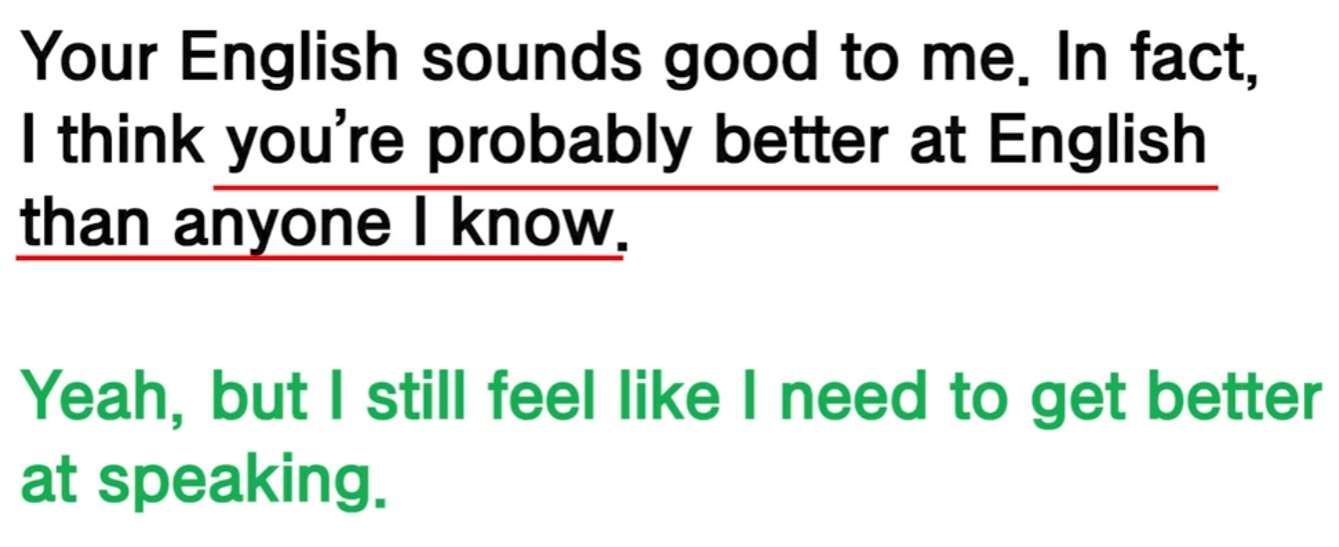 Your English sounds good to me. In fact,
I think you're probably better at English
than anyone I know.
Yeah, but I still feel like I need to get better
at speaking.